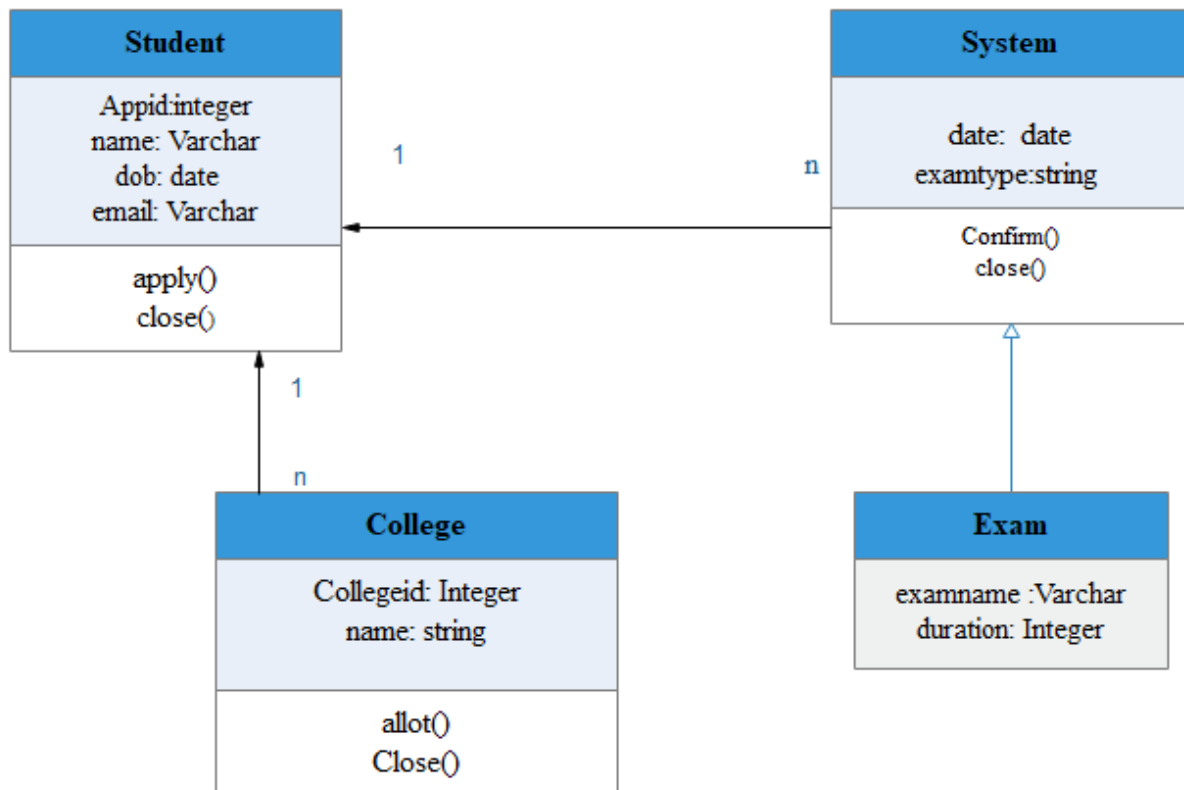 Student
Appid:integer
name: Varchar
dob: date
email: Varchar
apply()
close()
1
n
System
date: date
examtype:string
Confirm()
close()
1
n
College
Collegeid: Integer
name: string
allot()
Close()
Exam
examname :Varchar
duration: Integer